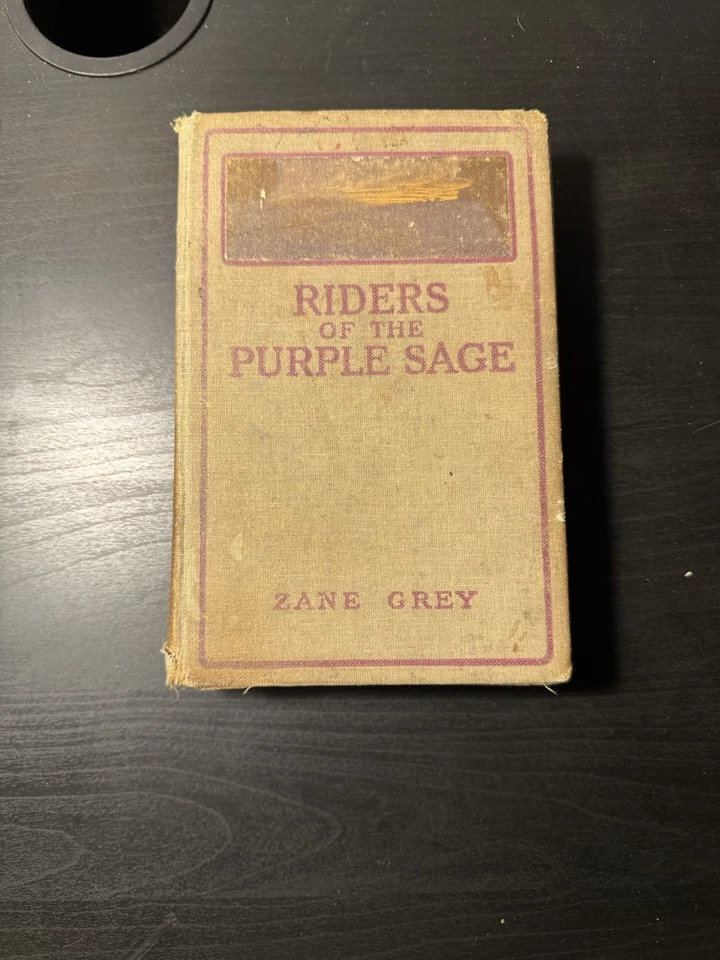 RIDERS
OF THE
PURPLE SAGE
ZANE GREY